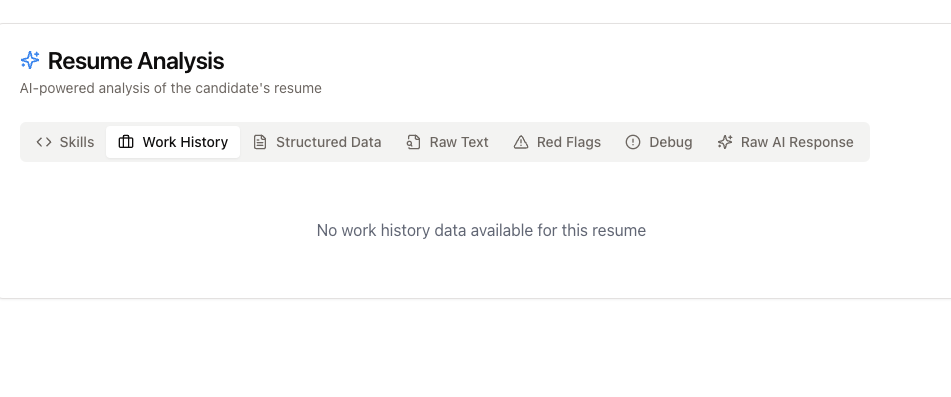 Resume Analysis
AI-powered analysis of the candidate's resume
Skills Work History Structured Data Raw Text Red Flags Debug Raw AI Response
No work history data available for this resume